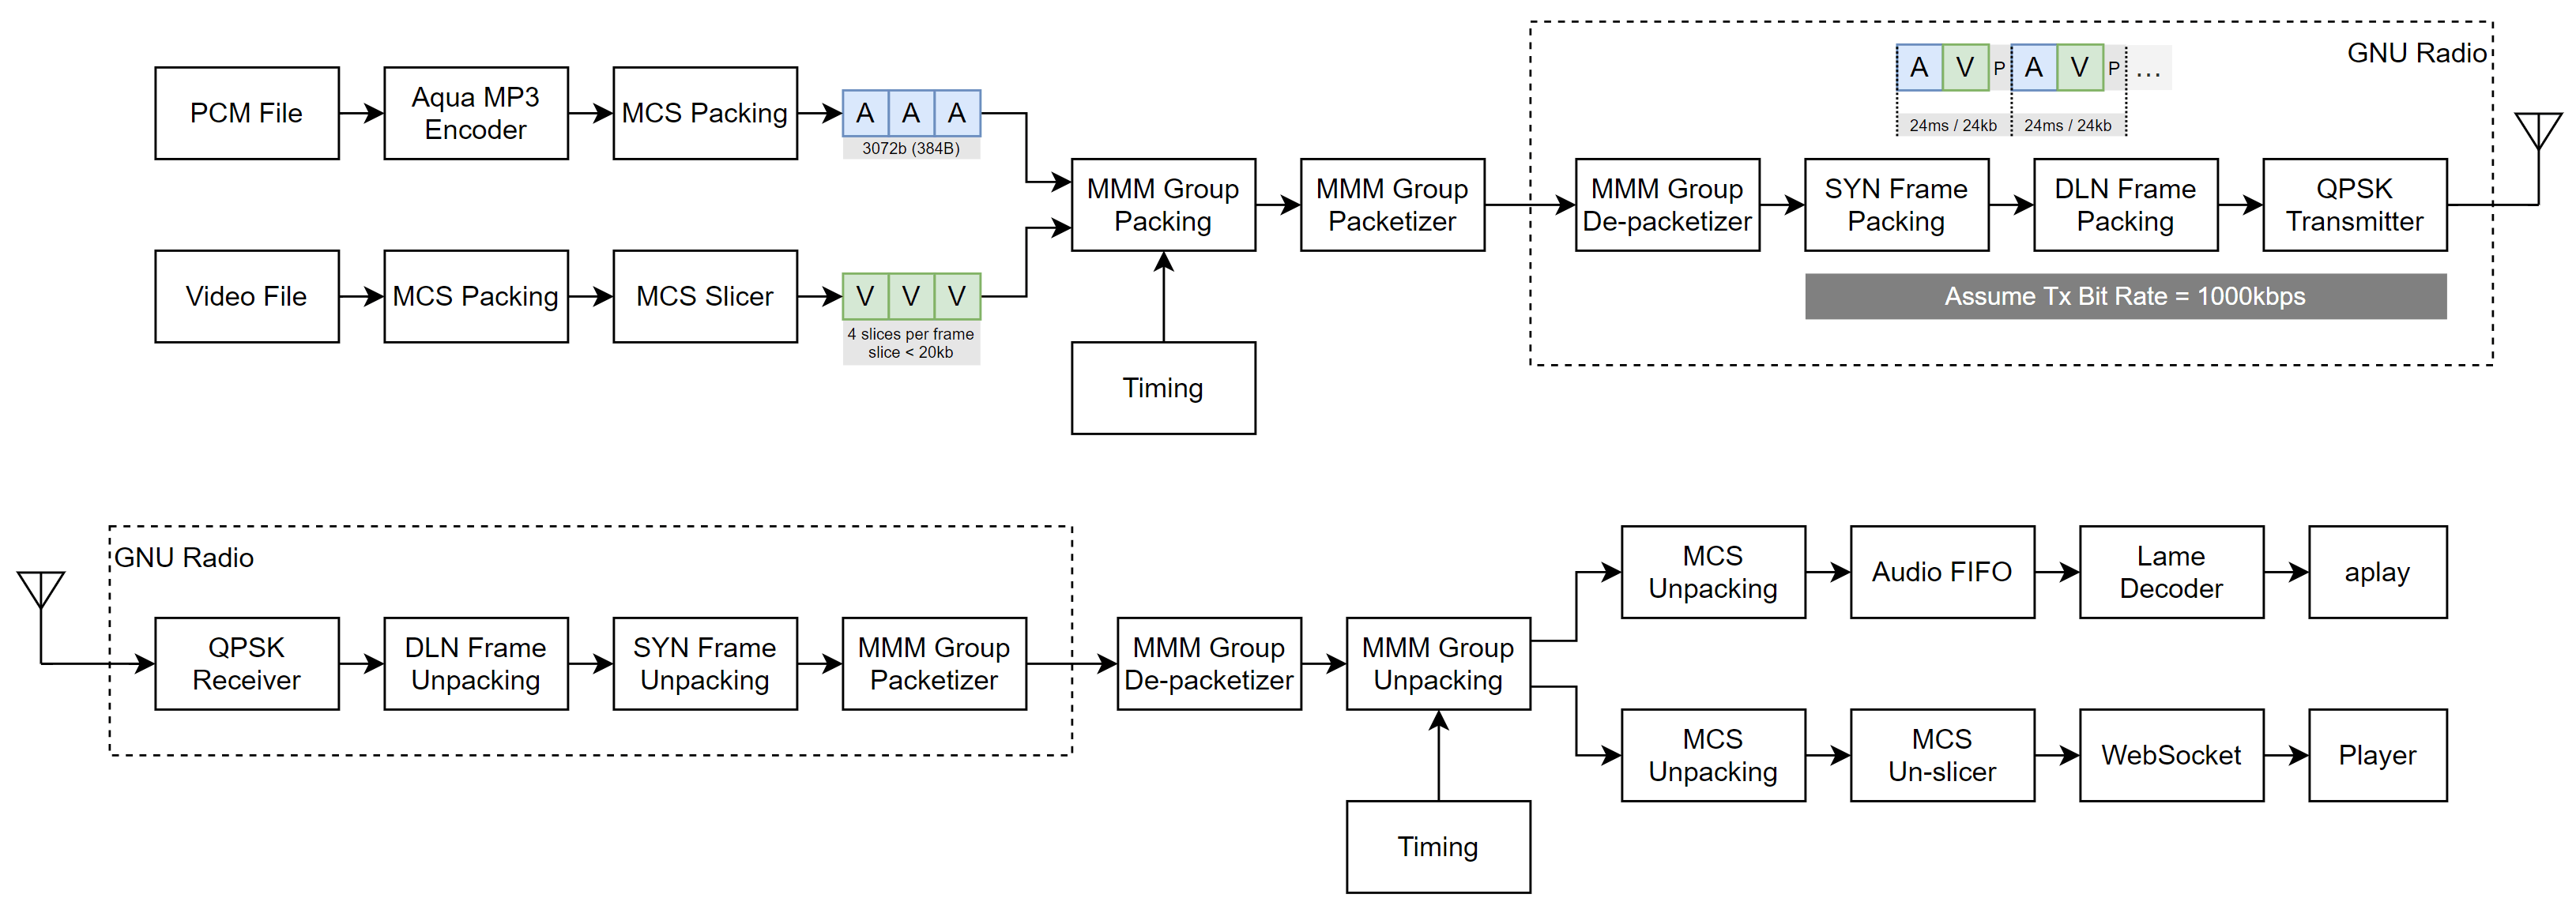 GNU Radio
A V P A V P ...
24ms / 24kb 24ms / 24kb
PCM File
Aqua MP3
Encoder
MCS Packing
A A A
3072b (384B)
Video File
MCS Packing
MCS Slicer
V V V
4 slices per frame
slice < 20kb
MMM Group
Packing
Timing
MMM Group
Packetizer
MMM Group
De-packetizer
SYN Frame
Packing
DLN Frame
Packing
QPSK
Transmitter
Assume Tx Bit Rate = 1000kbps
GNU Radio
QPSK
Receiver
DLN Frame
Unpacking
SYN Frame
Unpacking
MMM Group
Packetizer
MMM Group
De-packetizer
MMM Group
Unpacking
Timing
MCS
Unpacking
Audio FIFO
Lame
Decoder
aplay
MCS
Unpacking
MCS
Un-slicer
WebSocket
Player